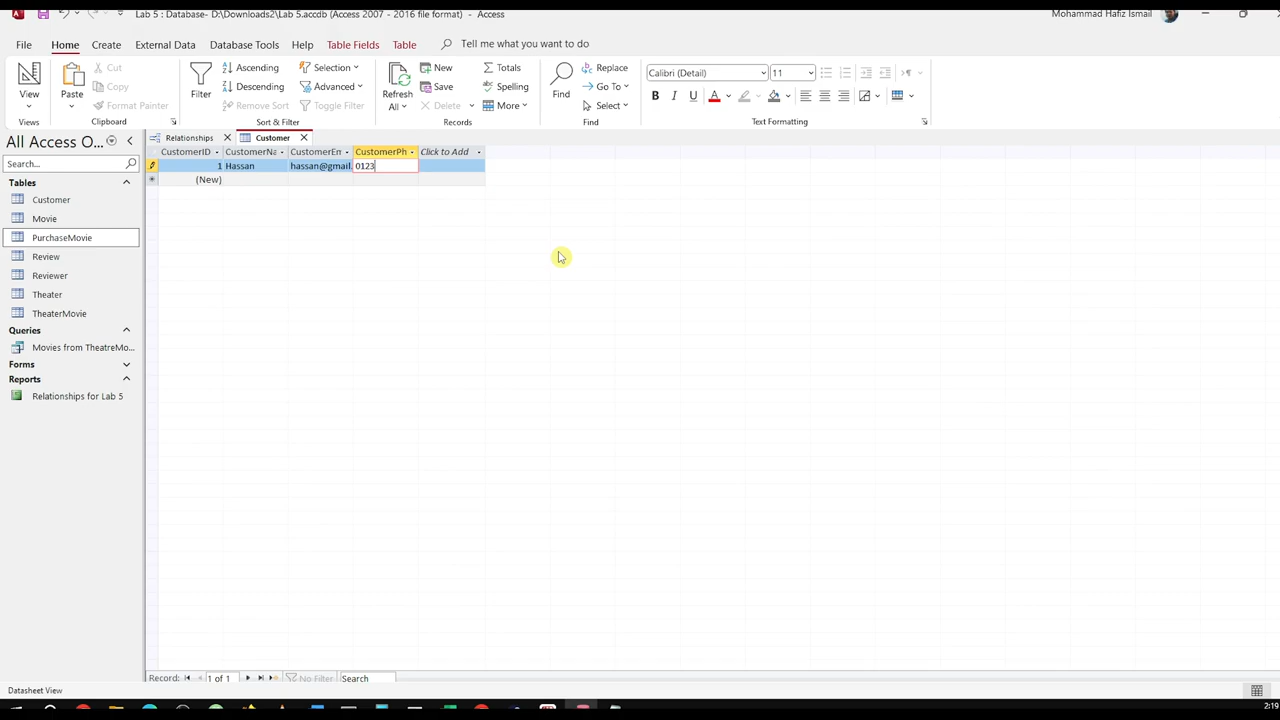 Lab 5 : Database- D:\Downloads2\Lab 5.accdb (Access 2007 - 2016 file format) - Access
Mohammad Hafiz Ismail
File Home Create External Data Database Tools Help Table Fields Table Tell me what you want to do
View
Views
Paste
Cut
Copy
Format Painter
Clipboard
Filter
Ascending
Descending
Remove Sort
Selection
Advanced
Toggle Filter
Sort & Filter
Refresh
All
New
Save
Delete
Totals
Spelling
More
Records
Find
Replace
Go To
Select
Find
Calibri (Detail) 11
B I U A
Text Formatting
All Access O...
Search...
Tables
Customer
Movie
PurchaseMovie
Review
Reviewer
Theater
TheaterMovie
Queries
Movies from TheatreMo...
Forms
Reports
Relationships for Lab 5
Relationships Customer
CustomerID CustomerNa CustomerEm CustomerPh Click to Add
1 Hassan hassan@gmail. 0123
(New)
Record: 1 of 1 No Filter Search
Datasheet View
2:19